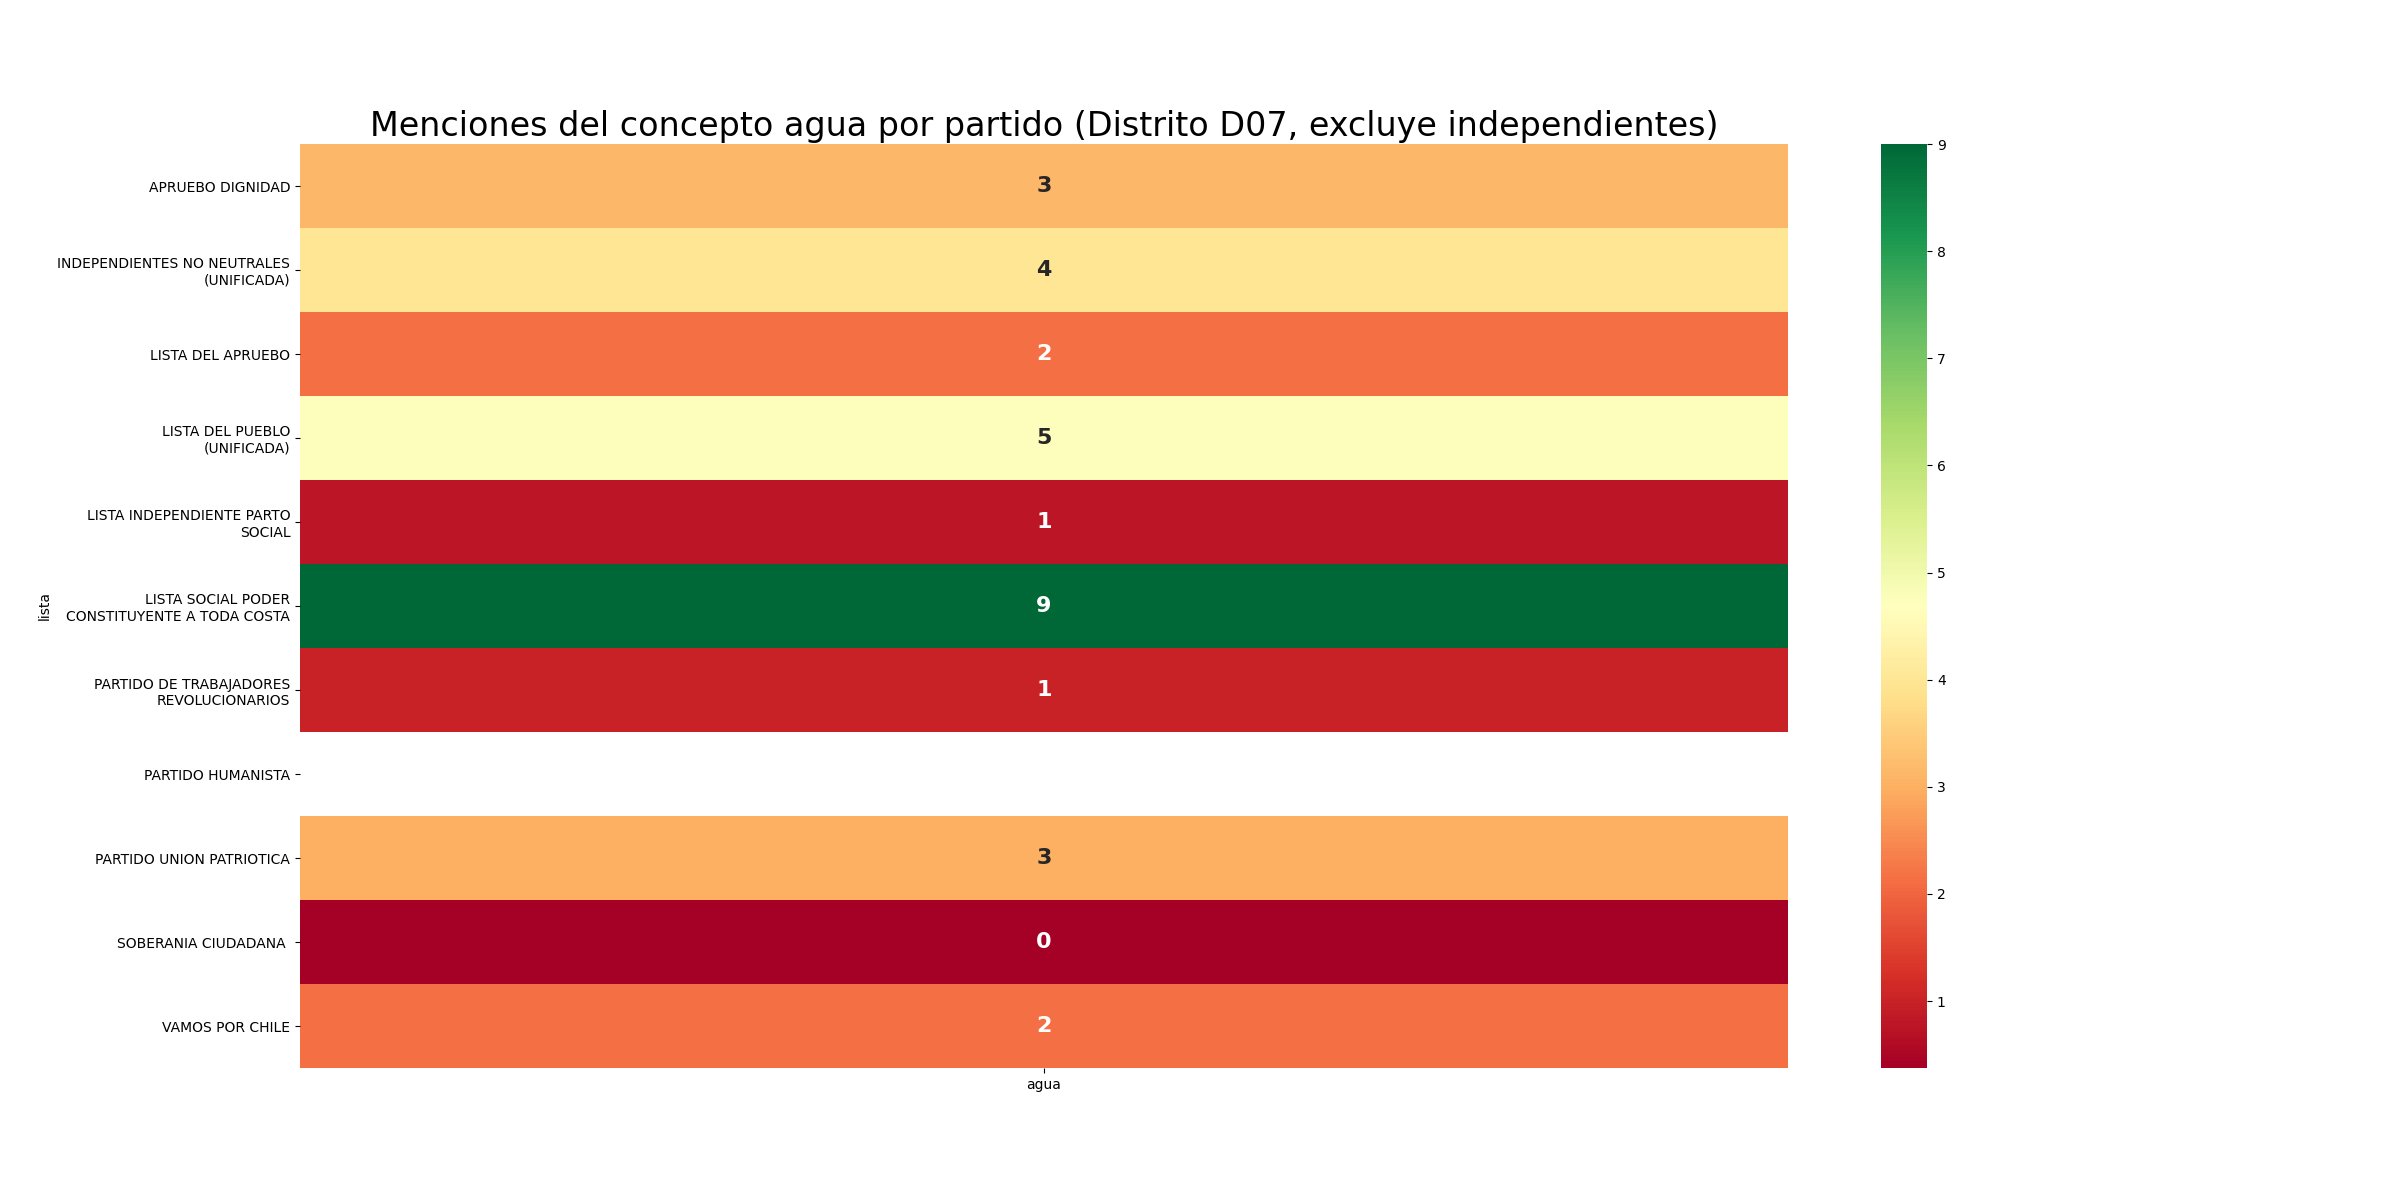 Menciones del concepto agua por partido (Distrito D07, excluye independientes)
lista
APRUEBO DIGNIDAD
3
INDEPENDIENTES NO NEUTRALES
(UNIFICADA)
4
LISTA DEL APRUEBO
2
LISTA DEL PUEBLO
(UNIFICADA)
5
LISTA INDEPENDIENTE PARTO
SOCIAL
1
LISTA SOCIAL PODER
CONSTITUYENTE A TODA COSTA
9
PARTIDO DE TRABAJADORES
REVOLUCIONARIOS
1
PARTIDO HUMANISTA
PARTIDO UNION PATRIOTICA
3
SOBERANIA CIUDADANA
0
VAMOS POR CHILE
2
agua
9
8
7
6
5
4
3
2
1